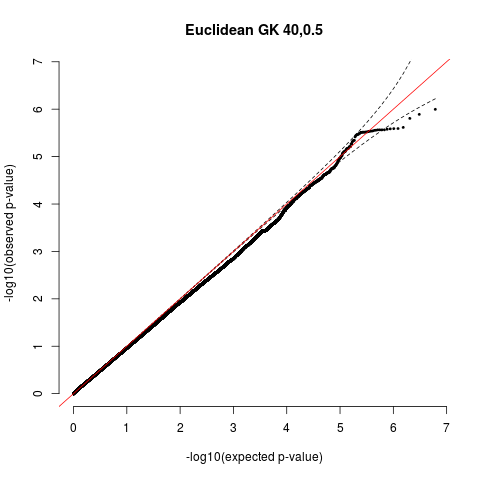 Euclidean GK 40,0.5
-log10(observed p-value)
7
6
5
4
3
2
1
0
0 1 2 3 4 5 6 7
-log10(expected p-value)